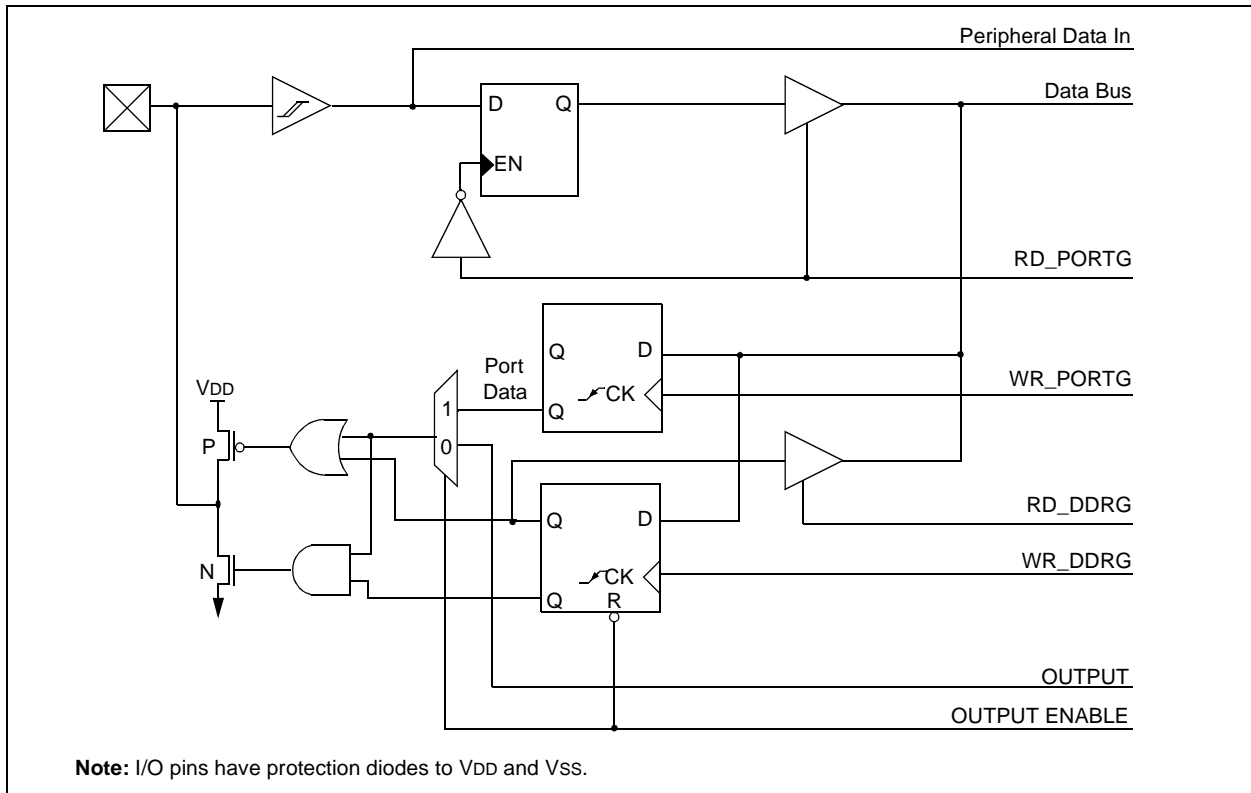 Peripheral Data In
D Q
Data Bus
EN
RD_PORTG
Q D
Port
Data
CK
WR_PORTG
Q
VDD
1
P
0
RD_DDRG
Q D
N
CK
WR_DDRG
Q R
OUTPUT
OUTPUT ENABLE
Note: I/O pins have protection diodes to VDD and VSS.